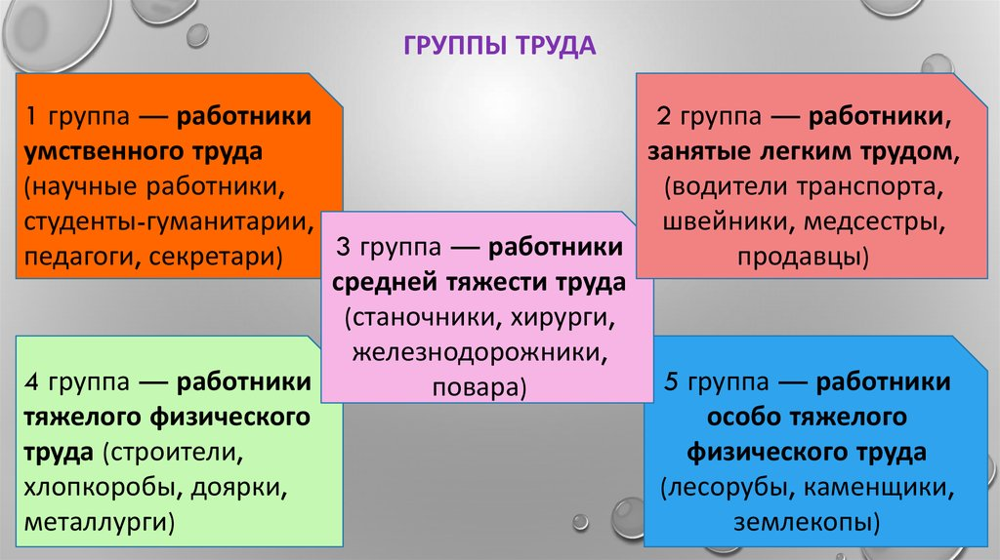 ГРУППЫ ТРУДА
1 группа — работники
умственного труда
(научные работники,
студенты-гуманитарии,
педагоги, секретари)
2 группа — работники,
занятые легким трудом,
(водители транспорта,
швейники, медсестры,
продавцы)
3 группа — работники
средней тяжести труда
(станочники, хирурги,
железнодорожники,
повара)
4 группа — работники
тяжелого физического
труда (строители,
хлопкоробы, доярки,
металлурги)
5 группа — работники
особо тяжелого
физического труда
(лесорубы, каменщики,
землекопы)